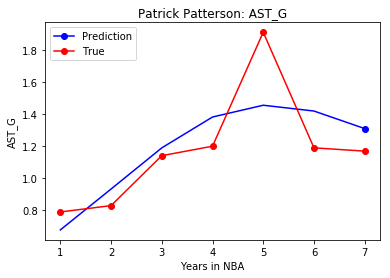 Patrick Patterson: AST_G
Prediction
True
AST_G
1.8
1.6
1.4
1.2
1.0
0.8
1 2 3 4 5 6 7
Years in NBA